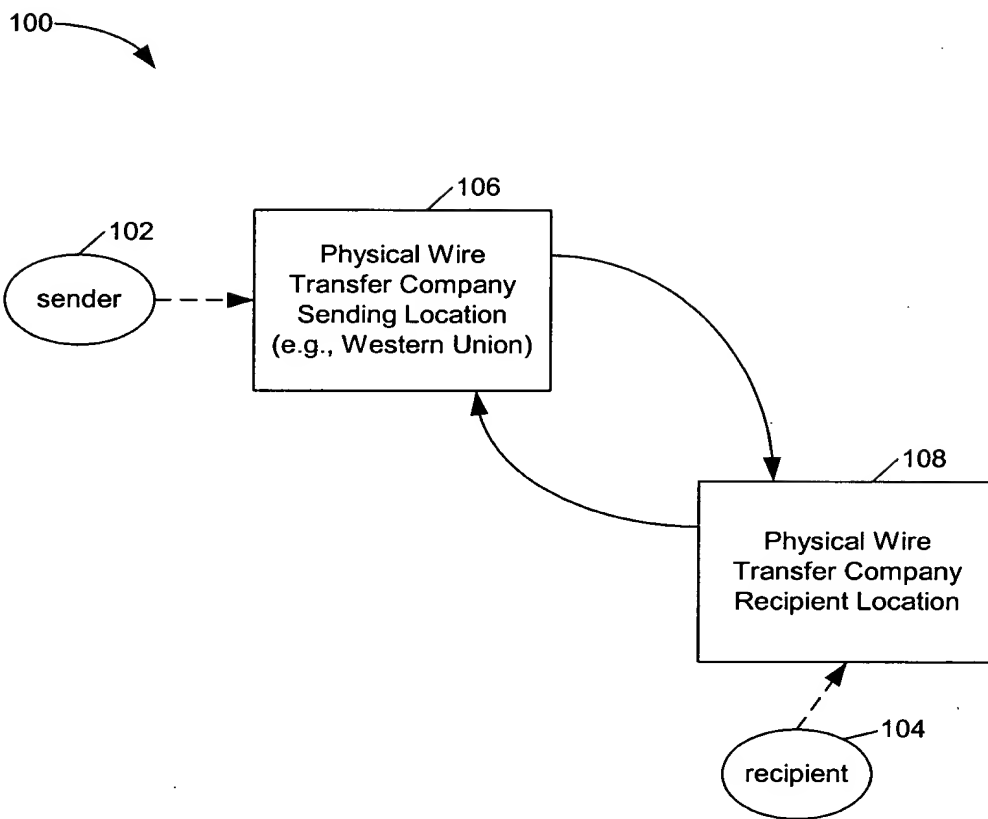 100
106
102
sender
Physical Wire
Transfer Company
Sending Location
(e.g., Western Union)
108
Physical Wire
Transfer Company
Recipient Location
104
recipient